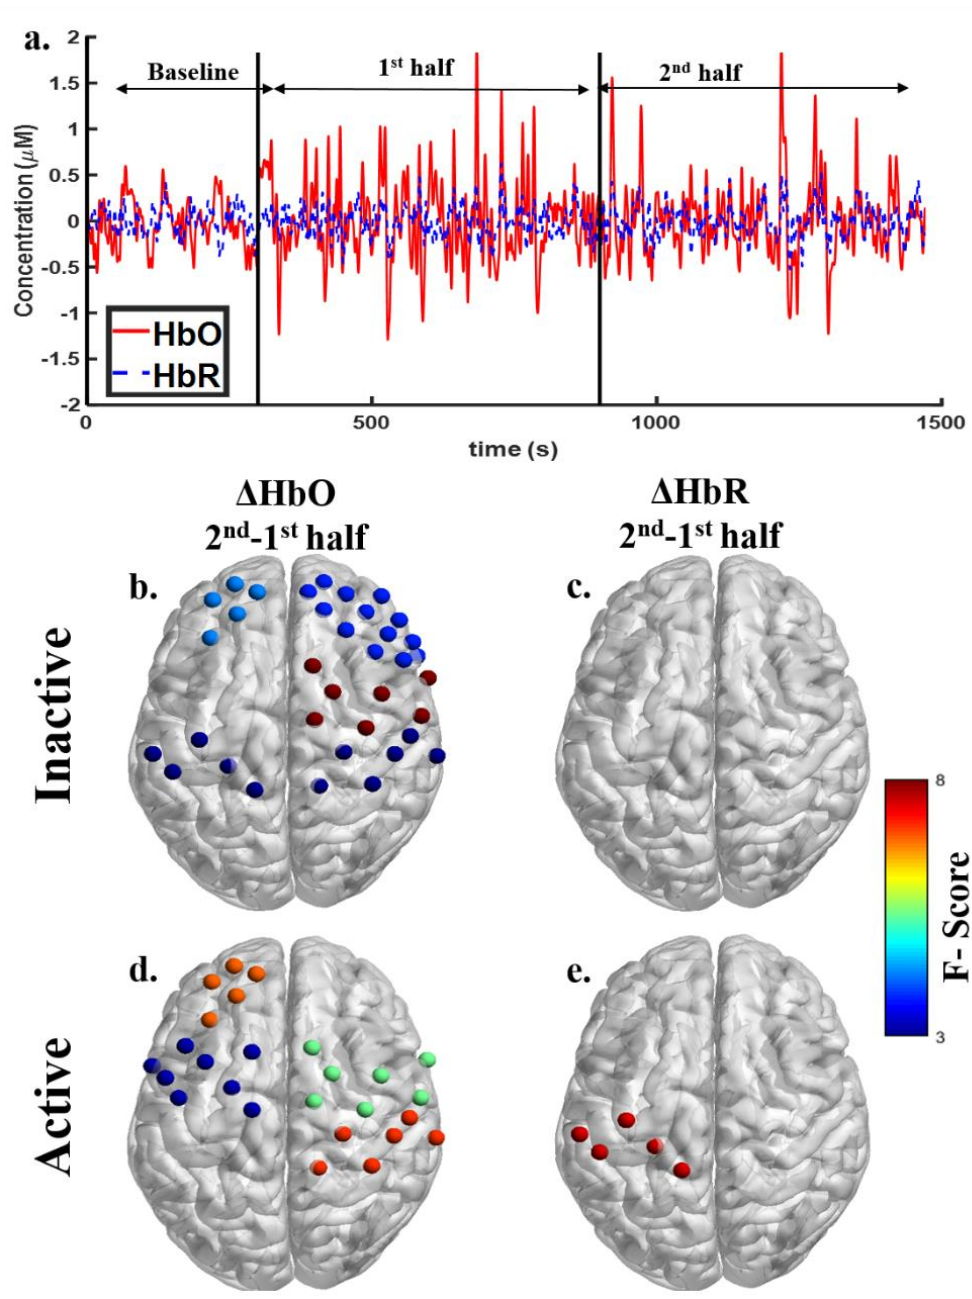 a.
2
1.5
1
0.5
0
-0.5
-1
-1.5
-2
Concentration (μM)
Baseline
1st half
2nd half
HbO
HbR
0
500
1000
1500
time (s)
ΔHbO
2nd-1st half
ΔHbR
2nd-1st half
b.
c.
Inactive
8
F- Score
3
d.
e.
Active